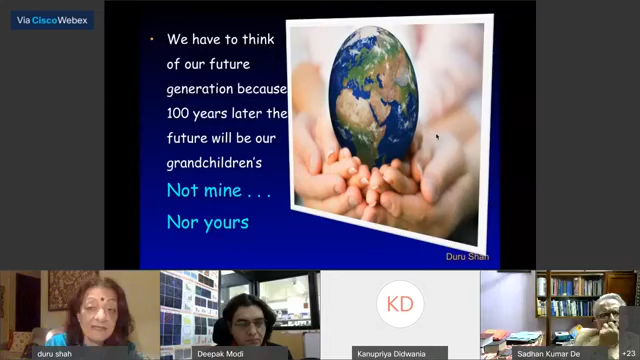 Via Cisco Webex
• We have to think
of our future
generation because
100 years later the
future will be our
grandchildren's
Not mine . . .
Nor yours
Duru Shah
KD
duru shah
Deepak Modi
Kanupriya Didwania
Sadhan Kumar De
+23